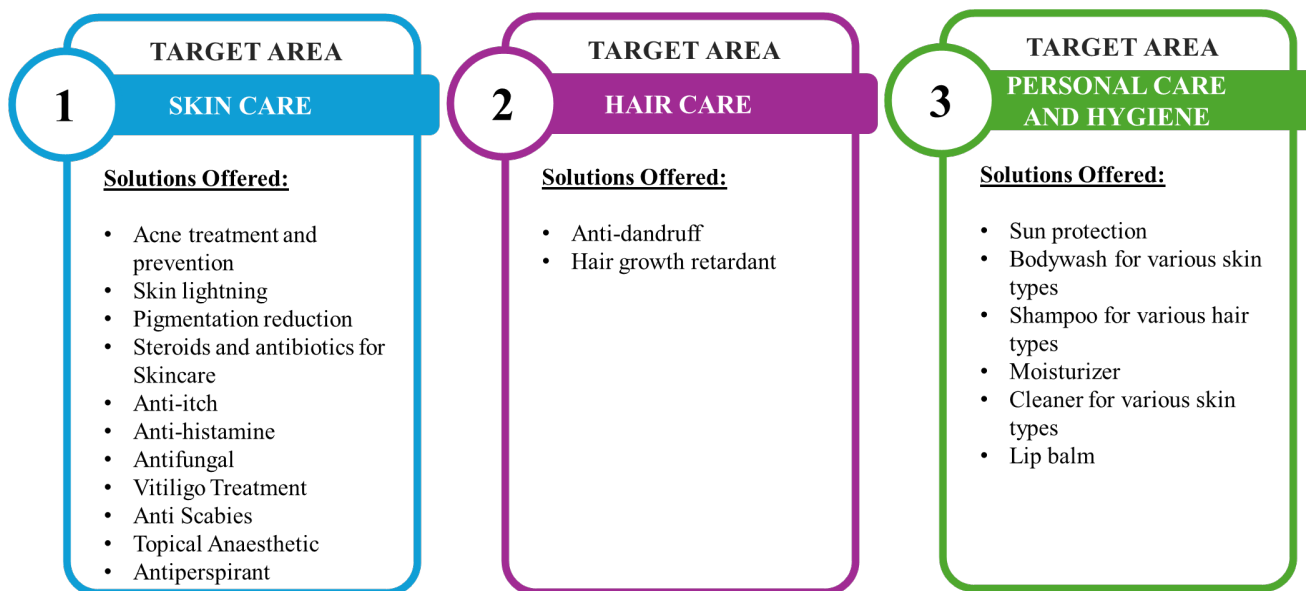 TARGET AREA
1
SKIN CARE
Solutions Offered:
• Acne treatment and
prevention
• Skin lightning
• Pigmentation reduction
• Steroids and antibiotics for
Skincare
• Anti-itch
• Anti-histamine
• Antifungal
• Vitiligo Treatment
• Anti Scabies
• Topical Anaesthetic
• Antiperspirant
TARGET AREA
2
HAIR CARE
Solutions Offered:
• Anti-dandruff
• Hair growth retardant
TARGET AREA
3
PERSONAL CARE
AND HYGIENE
Solutions Offered:
• Sun protection
• Bodywash for various skin
types
• Shampoo for various hair
types
• Moisturizer
• Cleaner for various skin
types
• Lip balm